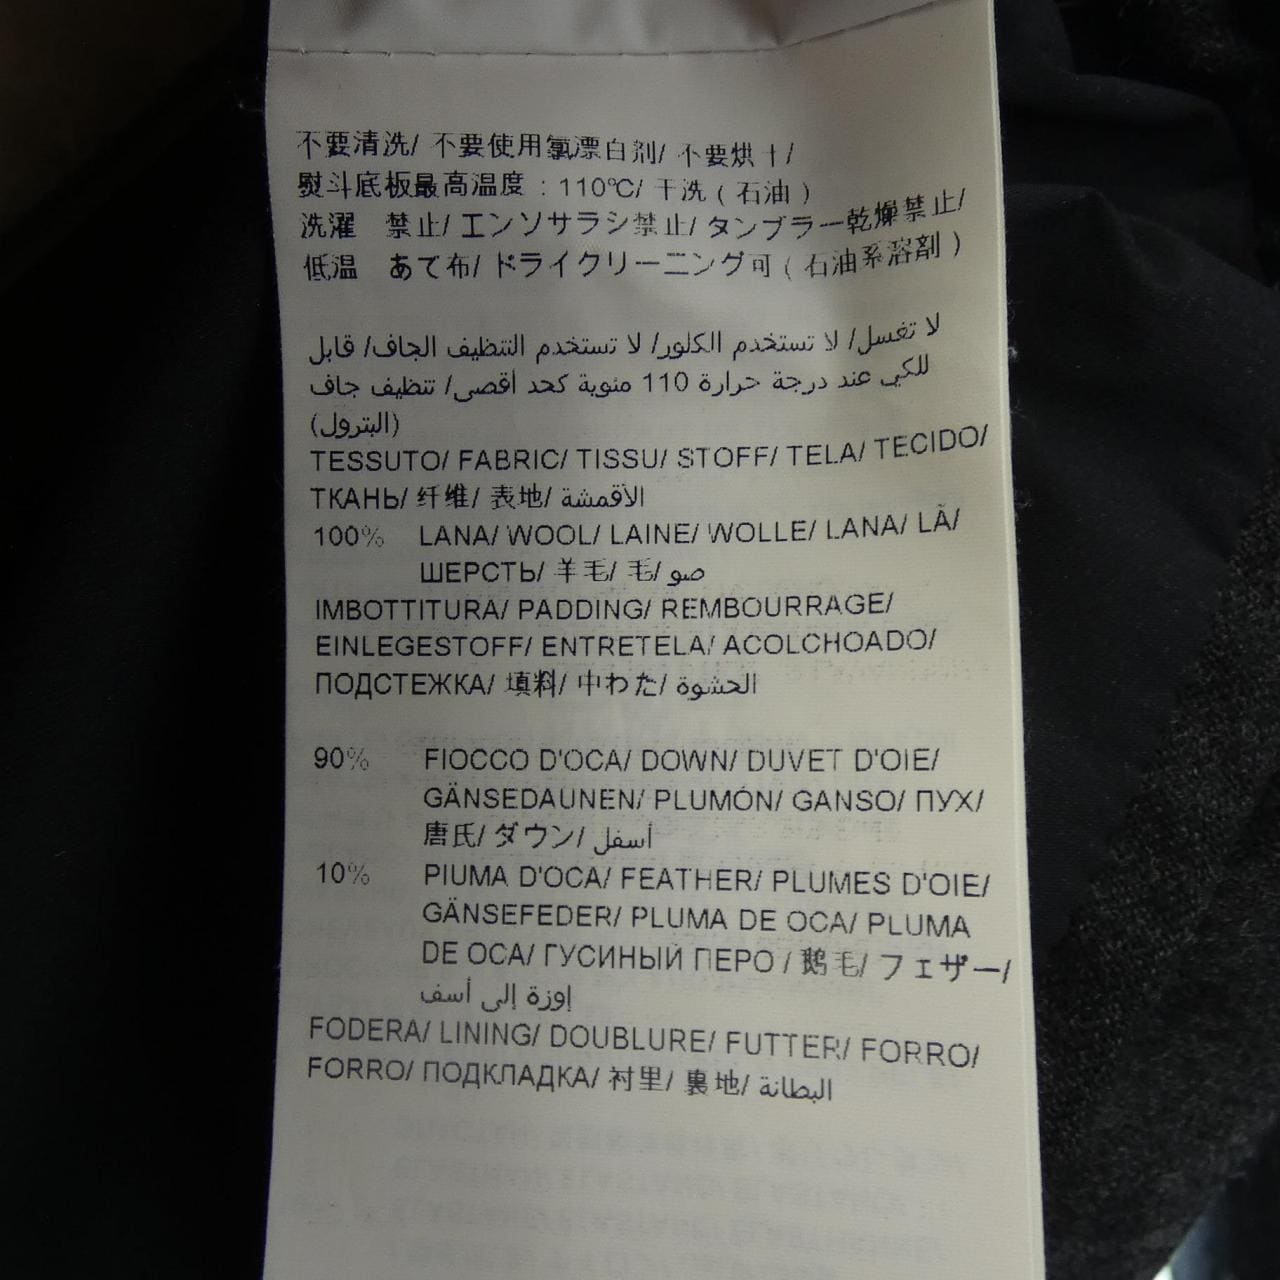 不要清洗/ 不要使用氯漂白剂/ 不要烘干/
熨斗底板最高温度 : 110℃/ 干洗 ( 石油 )
洗濯 禁止/ エンソサラシ禁止/ タンブラー乾燥禁止/
低温 あて布/ ドライクリーニング可 ( 石油系溶剤 )
لا تغسل/ لا تستخدم الكلور/ لا تستخدم التنظيف الجاف/ قابل
للكي عند درجة حرارة 110 مئوية كحد أقصى/ تنظيف جاف
(البترول)
TESSUTO/ FABRIC/ TISSU/ STOFF/ TELA/ TECIDO/
ТКАНЬ/ 纤维/ 表地/ الأقمشة
100% LANA/ WOOL/ LAINE/ WOLLE/ LANA/ LÃ/
ШЕРСТЬ/ 羊毛/ 毛/ صو
IMBOTTITURA/ PADDING/ REMBOURRAGE/
EINLEGESTOFF/ ENTRETELA/ ACOLCHOADO/
ПОДСТЕЖКА/ 填料/ 中わた/ الحشوة
90% FIOCCO D'OCA/ DOWN/ DUVET D'OIE/
GÄNSEDAUNEN/ PLUMÓN/ GANSO/ ПУХ/
唐氏/ ダウン/ أسفل
10% PIUMA D'OCA/ FEATHER/ PLUMES D'OIE/
GÄNSEFEDER/ PLUMA DE OCA/ PLUMA
DE OCA/ ГУСИНЫЙ ПЕРО / 鹅毛/ フェザー/
إوزة إلى أسف
FODERA/ LINING/ DOUBLURE/ FUTTER/ FORRO/
FORRO/ ПОДКЛАДКА/ 衬里/ 裏地/ البطانة